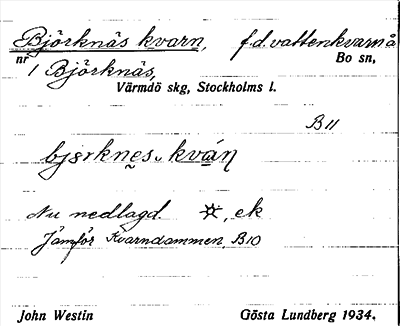 Björknäs kvarn, f.d. vattenkvarn å
nr 1 Björknäs, Bo sn,
Värmdö skg, Stockholms l.
B11
bjørknes kván
Nu nedlagd. ¤, ek
Jämför Kvarndammen, B10
John Westin Gösta Lundberg 1934.